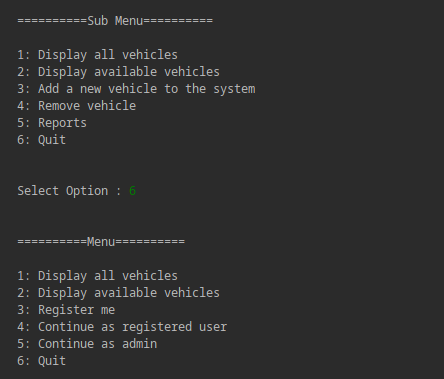 ==========Sub Menu==========
1: Display all vehicles
2: Display available vehicles
3: Add a new vehicle to the system
4: Remove vehicle
5: Reports
6: Quit
Select Option : 6
==========Menu==========
1: Display all vehicles
2: Display available vehicles
3: Register me
4: Continue as registered user
5: Continue as admin
6: Quit